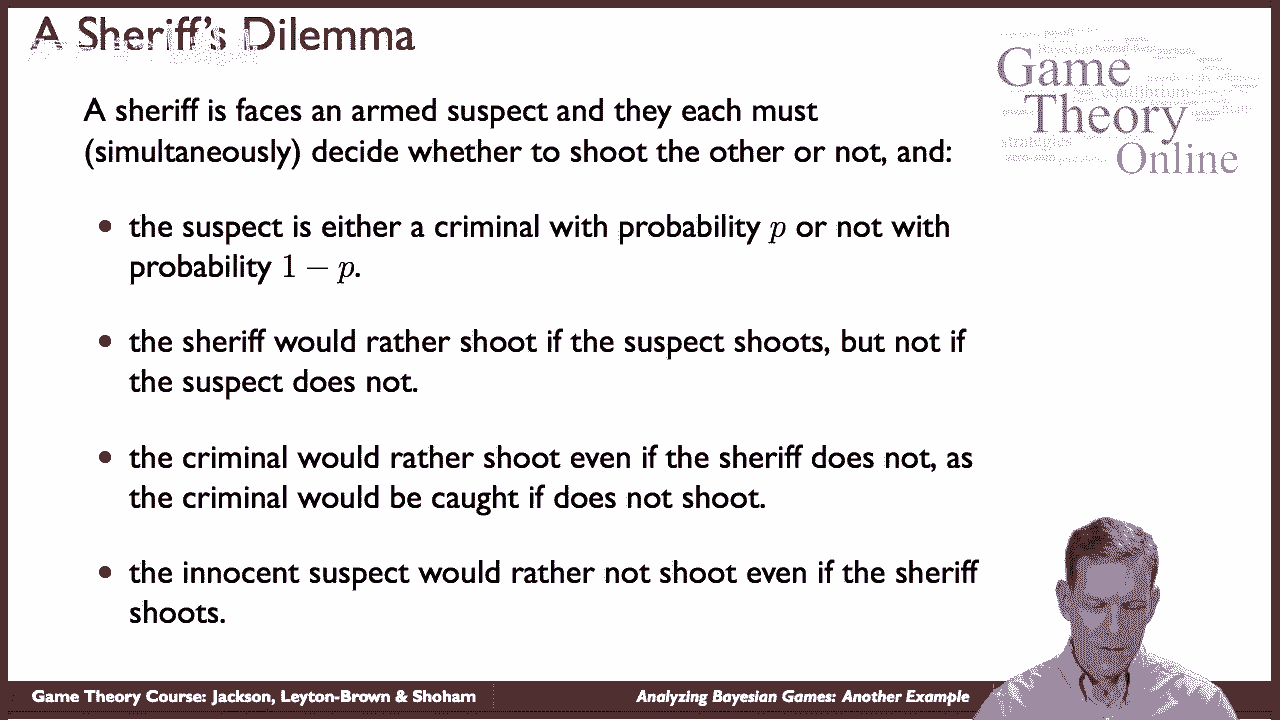 A Sheriff's Dilemma
Game
Theory
Online
A sheriff is faces an armed suspect and they each must
(simultaneously) decide whether to shoot the other or not, and:
• the suspect is either a criminal with probability p or not with
probability 1 − p.
• the sheriff would rather shoot if the suspect shoots, but not if
the suspect does not.
• the criminal would rather shoot even if the sheriff does not, as
the criminal would be caught if does not shoot.
• the innocent suspect would rather not shoot even if the sheriff
shoots.
Game Theory Course: Jackson, Leyton-Brown & Shoham
Analyzing Bayesian Games: Another Example